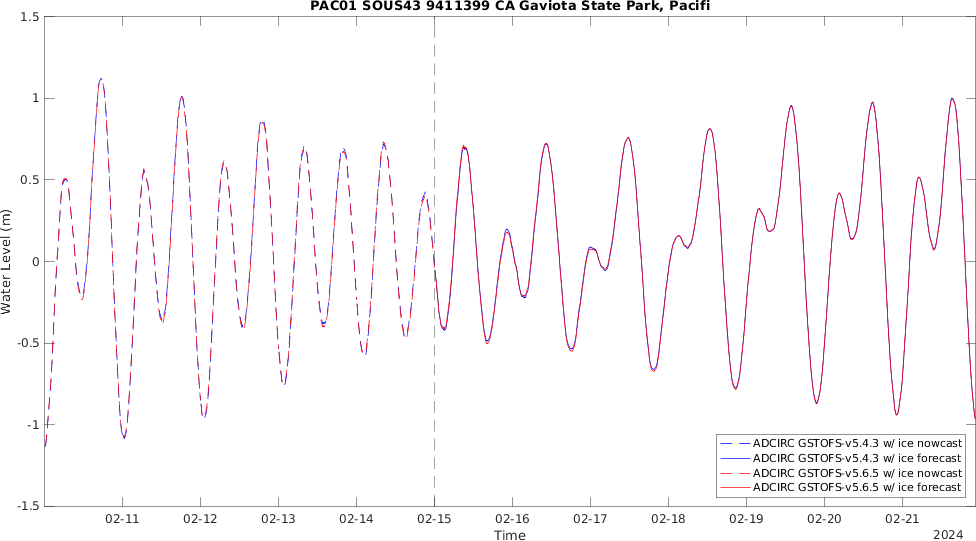 PAC01 SOUS43 9411399 CA Gaviota State Park, Pacifi
1.5
1
0.5
0
-0.5
-1
-1.5
Water Level (m)
02-11 02-12 02-13 02-14 02-15 02-16 02-17 02-18 02-19 02-20 02-21
Time
2024
ADCIRC GSTOFS-v5.4.3 w/ ice nowcast
ADCIRC GSTOFS-v5.4.3 w/ ice forecast
ADCIRC GSTOFS-v5.6.5 w/ ice nowcast
ADCIRC GSTOFS-v5.6.5 w/ ice forecast